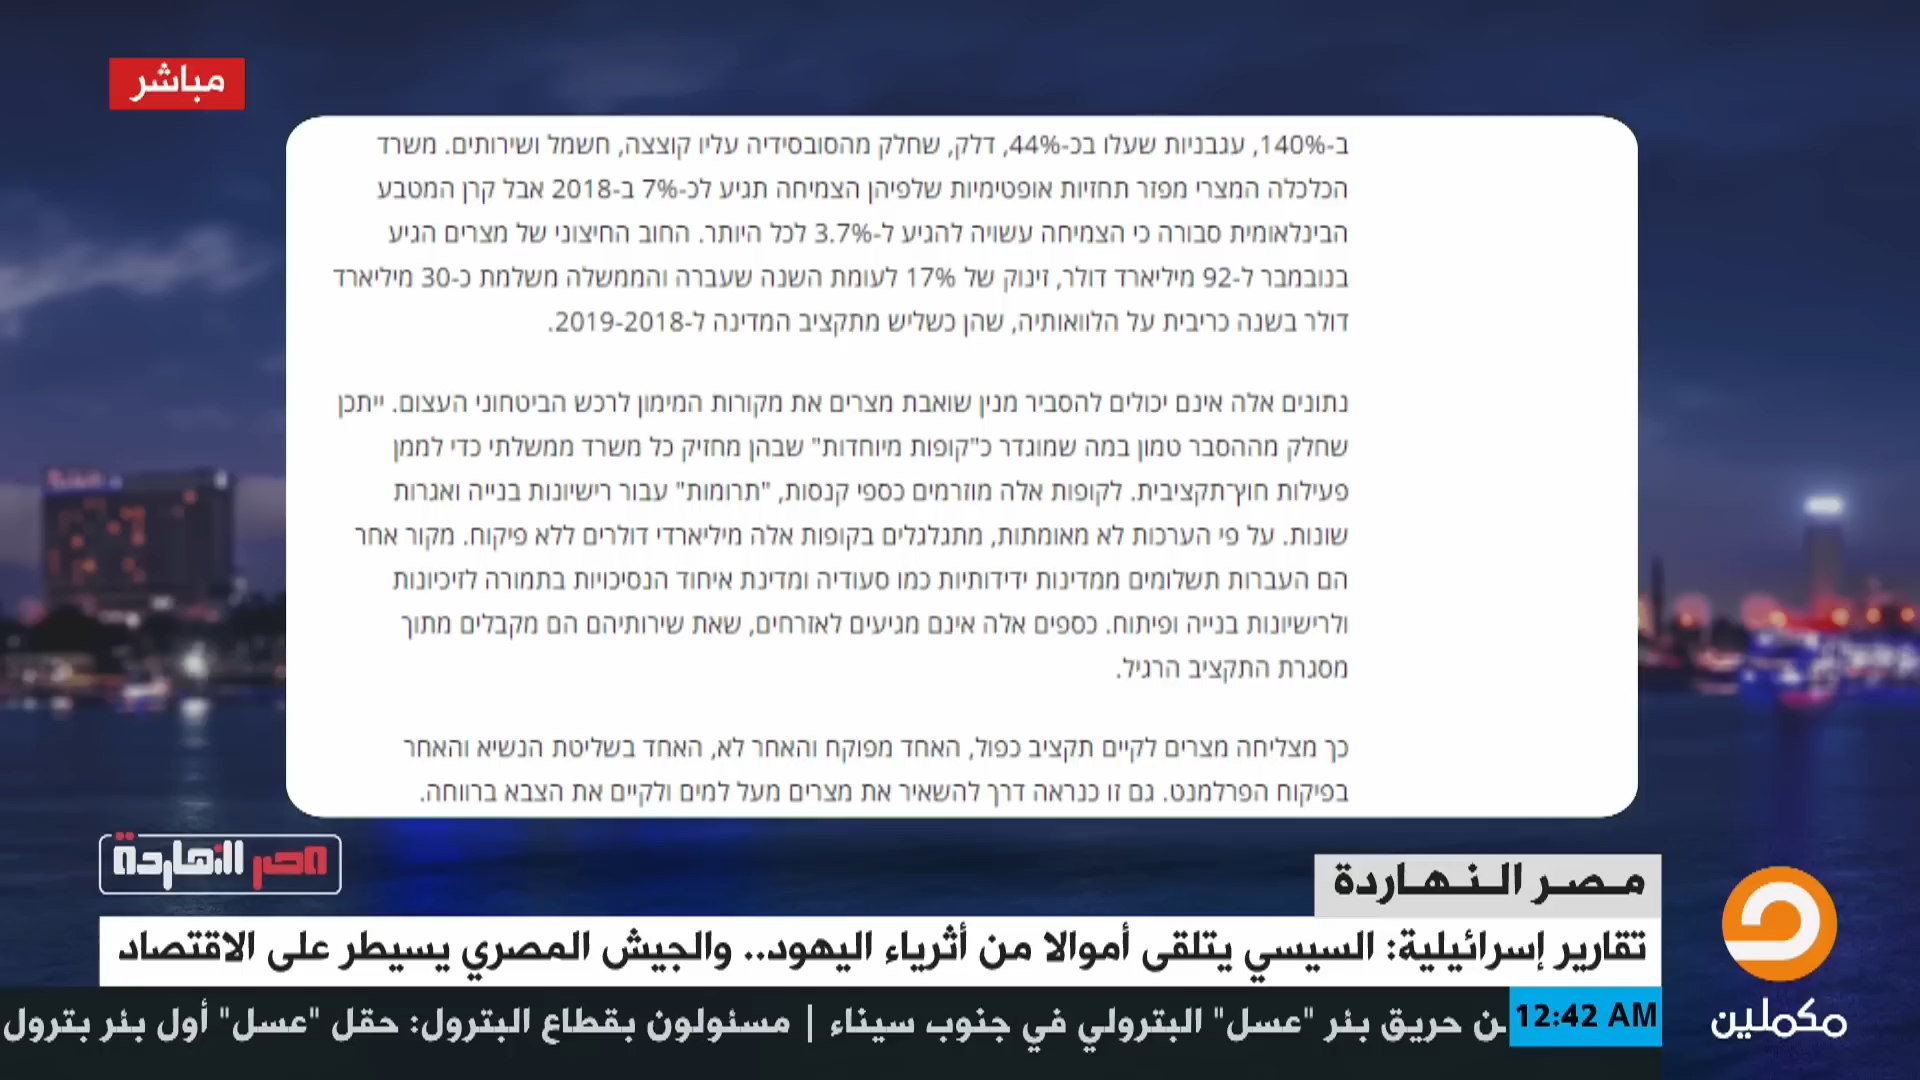 مباشر
ב-140%, עגבניות שעלו בכ-44%, דלק, שחלק מהסובסידיה עליו קוצצה, חשמל ושירותים. משרד
הכלכלה המצרי מפזר תחזיות אופטימיות שלפיהן הצמיחה תגיע לכ-7% ב-2018 אבל קרן המטבע
הבינלאומית סבורה כי הצמיחה עשויה להגיע ל-3.7% לכל היותר. החוב החיצוני של מצרים הגיע
בנובמבר ל-92 מיליארד דולר, זינוק של 17% לעומת השנה שעברה והממשלה משלמת כ-30 מיליארד
דולר בשנה כריבית על הלוואותיה, שהן כשליש מתקציב המדינה ל-2019-2018.
נתונים אלה אינם יכולים להסביר מנין שואבת מצרים את מקורות המימון לרכש הביטחוני העצום. ייתכן
שחלק מההסבר טמון במה שמוגדר כ"קופות מיוחדות" שבהן מחזיק כל משרד ממשלתי כדי לממן
פעילות חוץ־תקציבית. לקופות אלה מוזרמים כספי קנסות, "תרומות" עבור רישיונות בנייה ואגרות
שונות. על פי הערכות לא מאומתות, מתגלגלים בקופות אלה מיליארדי דולרים ללא פיקוח. מקור אחר
הם העברות תשלומים ממדינות ידידותיות כמו סעודיה ומדינת איחוד הנסיכויות בתמורה לזיכיונות
ולרישיונות בנייה ופיתוח. כספים אלה אינם מגיעים לאזרחים, שאת שירותיהם הם מקבלים מתוך
מסגרת התקציב הרגיל.
כך מצליחה מצרים לקיים תקציב כפול, האחד מפוקח והאחר לא, האחד בשליטת הנשיא והאחר
בפיקוח הפרלמנט. גם זו כנראה דרך להשאיר את מצרים מעל למים ולקיים את הצבא ברווחה.
مصر النهاردة
مصر النهاردة
تقارير إسرائيلية: السيسي يتلقى أموالا من أثرياء اليهود.. والجيش المصري يسيطر على الاقتصاد
12:42 AM
حريق بئر "عسل" البترولي في جنوب سيناء | مسئولون بقطاع البترول: حقل "عسل" أول بئر بترول
مكملين